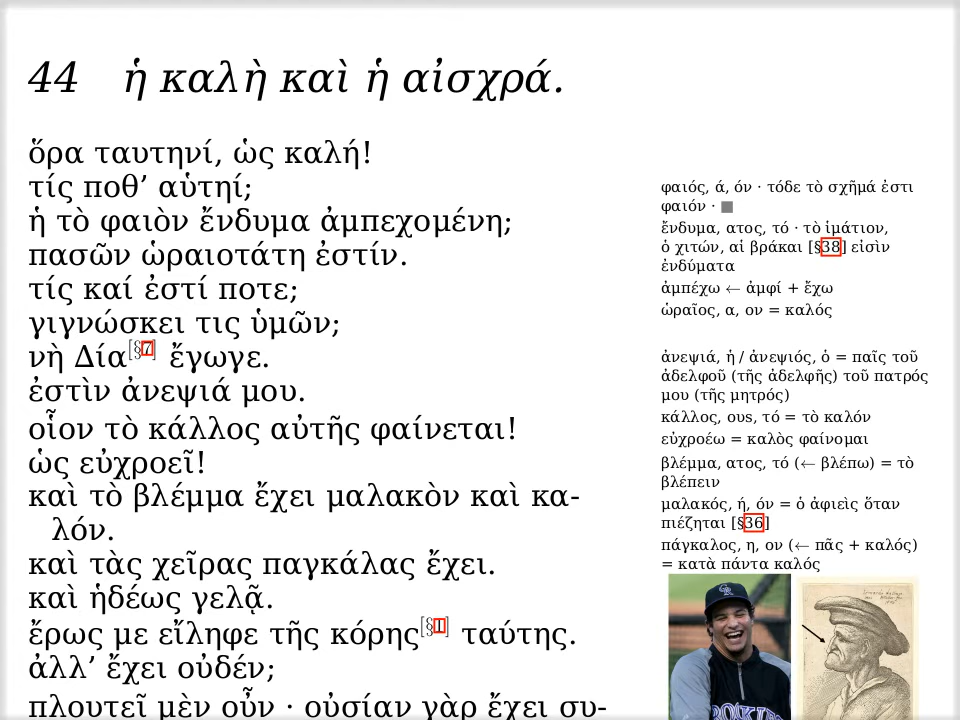 44 ἡ καλὴ καὶ ἡ αἰσχρά.
ὅρα ταυτηνί, ὡς καλή!
τίς ποθ’ αὑτηί;
ἡ τὸ φαιὸν ἔνδυμα ἀμπεχομένη;
πασῶν ὡραιοτάτη ἐστίν.
τίς καί ἐστί ποτε;
γιγνώσκει τις ὑμῶν;
νὴ Δία[§7] ἔγωγε.
ἐστὶν ἀνεψιά μου.
οἷον τὸ κάλλος αὐτῆς φαίνεται!
ὡς εὐχροεῖ!
καὶ τὸ βλέμμα ἔχει μαλακὸν καὶ κα-
λόν.
καὶ τὰς χεῖρας παγκάλας ἔχει.
καὶ ἡδέως γελᾷ.
ἔρως με εἴληφε τῆς κόρης[§1] ταύτης.
ἀλλ’ ἔχει οὐδέν;
πλουτεῖ μὲν οὖν · οὐσίαν γὰρ ἔχει συ-
φαιός, ά, όν · τόδε τὸ σχῆμά ἐστι
φαιόν · ■
ἔνδυμα, ατος, τό · τὸ ἱμάτιον,
ὁ χιτών, αἱ βράκαι [§38] εἰσὶν
ἐνδύματα
ἀμπέχω ← ἀμφί + ἔχω
ὡραῖος, α, ον = καλός
ἀνεψιά, ἡ / ἀνεψιός, ὁ = παῖς τοῦ
ἀδελφοῦ (τῆς ἀδελφῆς) τοῦ πατρός
μου (τῆς μητρός)
κάλλος, ους, τό = τὸ καλόν
εὐχροέω = καλὸς φαίνομαι
βλέμμα, ατος, τό (← βλέπω) = τὸ
βλέπειν
μαλακός, ή, όν = ὁ ἀφιεὶς ὅταν
πιέζηται [§36]
πάγκαλος, η, ον (← πᾶς + καλός)
= κατὰ πάντα καλός